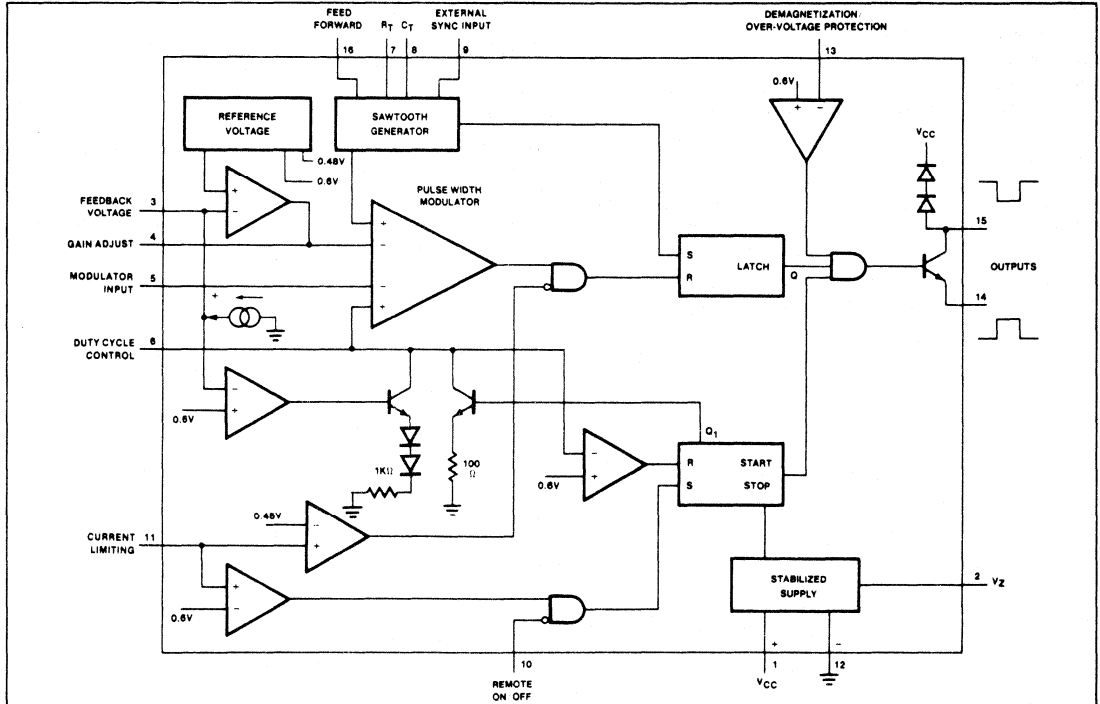 FEED
FORWARD
16
R_T
7
C_T
8
EXTERNAL
SYNC INPUT
9
DEMAGNETIZATION/
OVER-VOLTAGE PROTECTION
13
0.6V
+ −
REFERENCE
VOLTAGE
SAWTOOTH
GENERATOR
0.48V
0.6V
VCC
FEEDBACK
VOLTAGE
3
+
−
PULSE WIDTH
MODULATOR
+
−
−
+
GAIN ADJUST
4
MODULATOR
INPUT
5
S
R
LATCH
Q
15
OUTPUTS
14
+
DUTY CYCLE
CONTROL
6
−
+
0.6V
1KΩ
100
Ω
−
+
0.6V
Q1
R
S
START
STOP
0.48V
−
+
CURRENT
LIMITING
11
+
−
0.6V
STABILIZED
SUPPLY
2
VZ
10
REMOTE
ON OFF
+
1
VCC
−
12